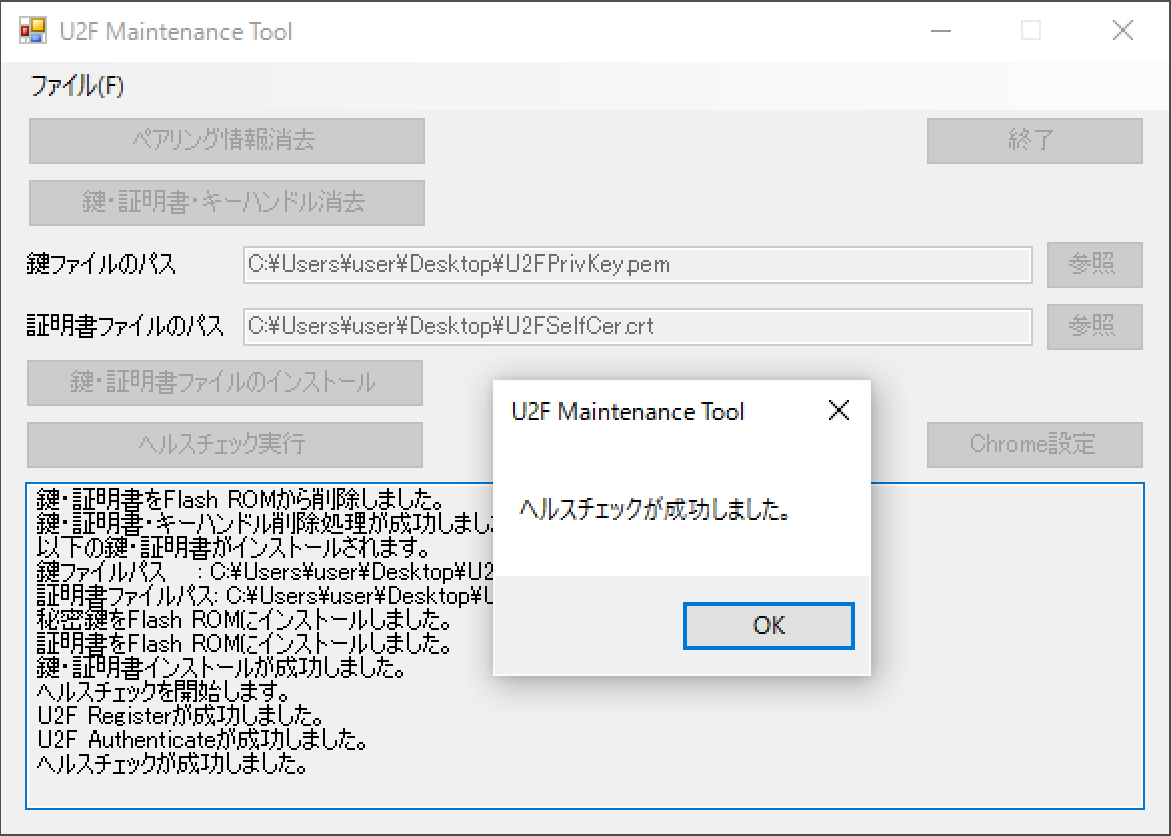 U2F Maintenance Tool
ファイル(F)
ペアリング情報消去
終了
鍵・証明書・キーハンドル消去
鍵ファイルのパス
C:¥Users¥user¥Desktop¥U2FPrivKey.pem
参照
証明書ファイルのパス
C:¥Users¥user¥Desktop¥U2FSelfCer.crt
参照
鍵・証明書ファイルのインストール
ヘルスチェック実行
Chrome設定
鍵・証明書をFlash ROMから削除しました。
鍵・証明書・キーハンドル削除処理が成功しまし
以下の鍵・証明書がインストールされます。
鍵ファイルパス　: C:¥Users¥user¥Desktop¥U2
証明書ファイルパス: C:¥Users¥user¥Desktop¥
秘密鍵をFlash ROMにインストールしました。
証明書をFlash ROMにインストールしました。
鍵・証明書インストールが成功しました。
ヘルスチェックを開始します。
U2F Registerが成功しました。
U2F Authenticateが成功しました。
ヘルスチェックが成功しました。
U2F Maintenance Tool
ヘルスチェックが成功しました。
OK